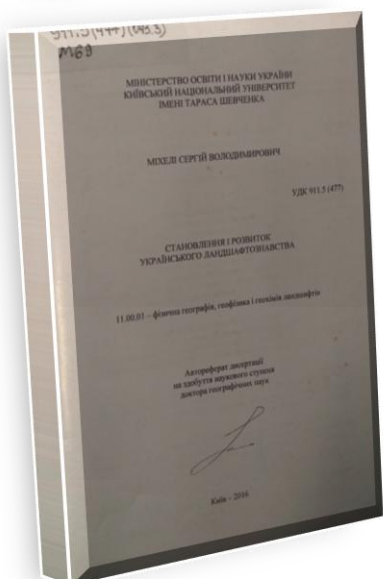 911.5(477)(043.3)
М69
МІНІСТЕРСТВО ОСВІТИ І НАУКИ УКРАЇНИ
КИЇВСЬКИЙ НАЦІОНАЛЬНИЙ УНІВЕРСИТЕТ
ІМЕНІ ТАРАСА ШЕВЧЕНКА
МІХЕЛІ СЕРГІЙ ВОЛОДИМИРОВИЧ
УДК 911.5 (477)
СТАНОВЛЕННЯ І РОЗВИТОК
УКРАЇНСЬКОГО ЛАНДШАФТОЗНАВСТВА
11.00.01 – фізична географія, геофізика і геохімія ландшафтів
Автореферат дисертації
на здобуття наукового ступеня
доктора географічних наук
Київ – 2016